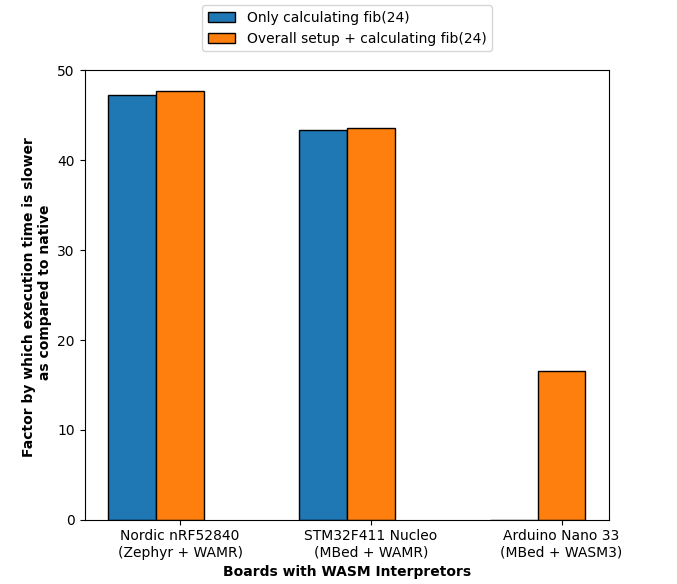 Only calculating fib(24)
Overall setup + calculating fib(24)
Factor by which execution time is slower
as compared to native
50
40
30
20
10
0
Nordic nRF52840
(Zephyr + WAMR)
STM32F411 Nucleo
(MBed + WAMR)
Arduino Nano 33
(MBed + WASM3)
Boards with WASM Interpretors